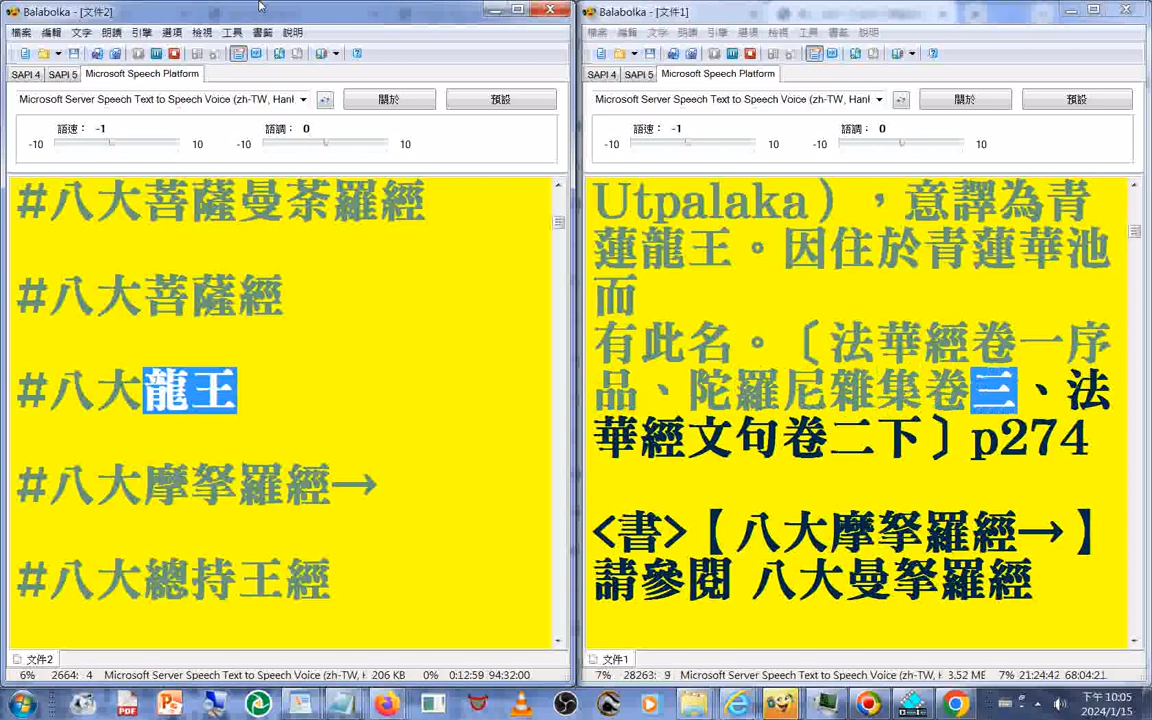 Balabolka - [文件2]
檔案 編輯 文字 朗讀 引擎 選項 檢視 工具 書籤 說明
SAPI 4 SAPI 5 Microsoft Speech Platform
Microsoft Server Speech Text to Speech Voice (zh-TW, Hanl
關於 預設
語速： -1 語調： 0
-10 10 -10 10
#八大菩薩曼荼羅經
#八大菩薩經
#八大龍王
#八大摩拏羅經→
#八大總持王經
文件2
6% 2664: 4 Microsoft Server Speech Text to Speech Voice (zh-TW, H 206 KB 0% 0:12:59 94:32:00
Balabolka - [文件1]
檔案 編輯 文字 朗讀 引擎 選項 檢視 工具 書籤 說明
SAPI 4 SAPI 5 Microsoft Speech Platform
Microsoft Server Speech Text to Speech Voice (zh-TW, Hanl
關於 預設
語速： -1 語調： 0
-10 10 -10 10
Utpalaka），意譯為青
蓮龍王。因住於青蓮華池
而
有此名。〔法華經卷一序
品、陀羅尼雜集卷三、法
華經文句卷二下〕p274
<書>【八大摩拏羅經→】
請參閱 八大曼拏羅經
文件1
7% 28263: 9 Microsoft Server Speech Text to Speech Voice (zh-TW, H 3.52 ME 7% 21:24:42 68:04:21
下午 10:05
2024/1/15